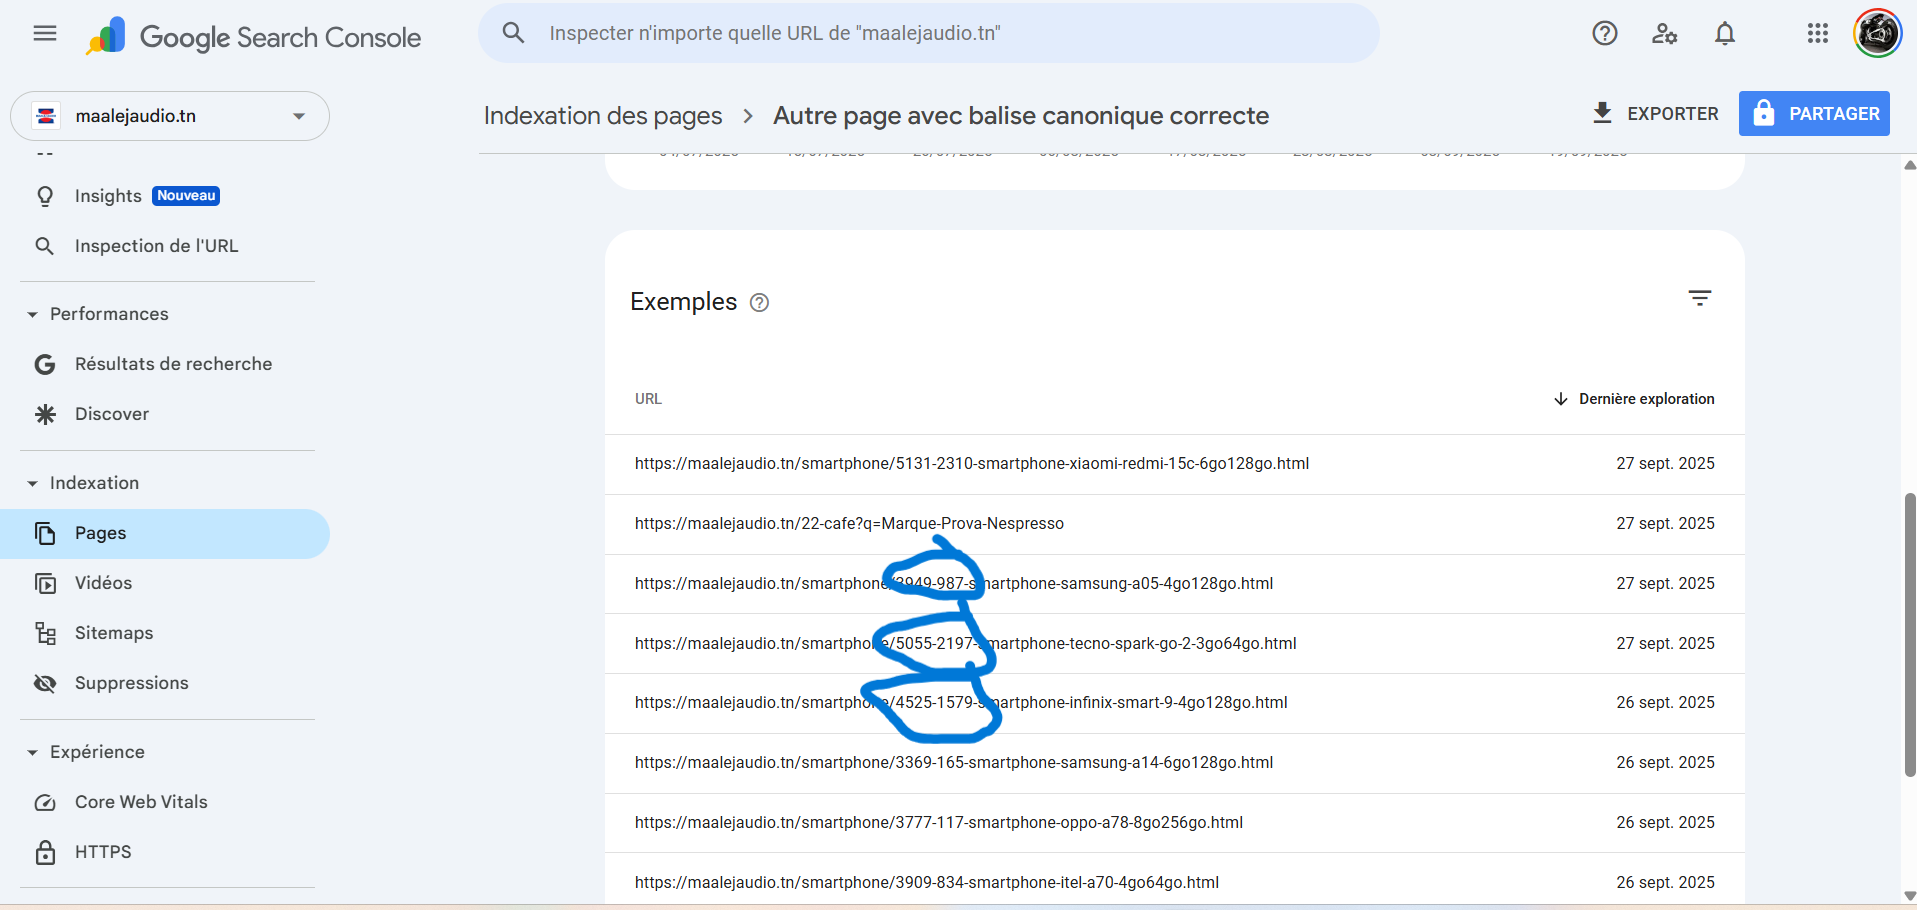 Google Search Console
Inspecter n'importe quelle URL de "maalejaudio.tn"
maalejaudio.tn
Indexation des pages > Autre page avec balise canonique correcte
EXPORTER
PARTAGER
Insights Nouveau
Inspection de l'URL
Performances
Résultats de recherche
Discover
Indexation
Pages
Vidéos
Sitemaps
Suppressions
Expérience
Core Web Vitals
HTTPS
Exemples
URL Dernière exploration
https://maalejaudio.tn/smartphone/5131-2310-smartphone-xiaomi-redmi-15c-6go128go.html 27 sept. 2025
https://maalejaudio.tn/22-cafe?q=Marque-Prova-Nespresso 27 sept. 2025
https://maalejaudio.tn/smartphone/3949-987-smartphone-samsung-a05-4go128go.html 27 sept. 2025
https://maalejaudio.tn/smartphone/5055-2197-smartphone-tecno-spark-go-2-3go64go.html 27 sept. 2025
https://maalejaudio.tn/smartphone/4525-1579-smartphone-infinix-smart-9-4go128go.html 26 sept. 2025
https://maalejaudio.tn/smartphone/3369-165-smartphone-samsung-a14-6go128go.html 26 sept. 2025
https://maalejaudio.tn/smartphone/3777-117-smartphone-oppo-a78-8go256go.html 26 sept. 2025
https://maalejaudio.tn/smartphone/3909-834-smartphone-itel-a70-4go64go.html 26 sept. 2025